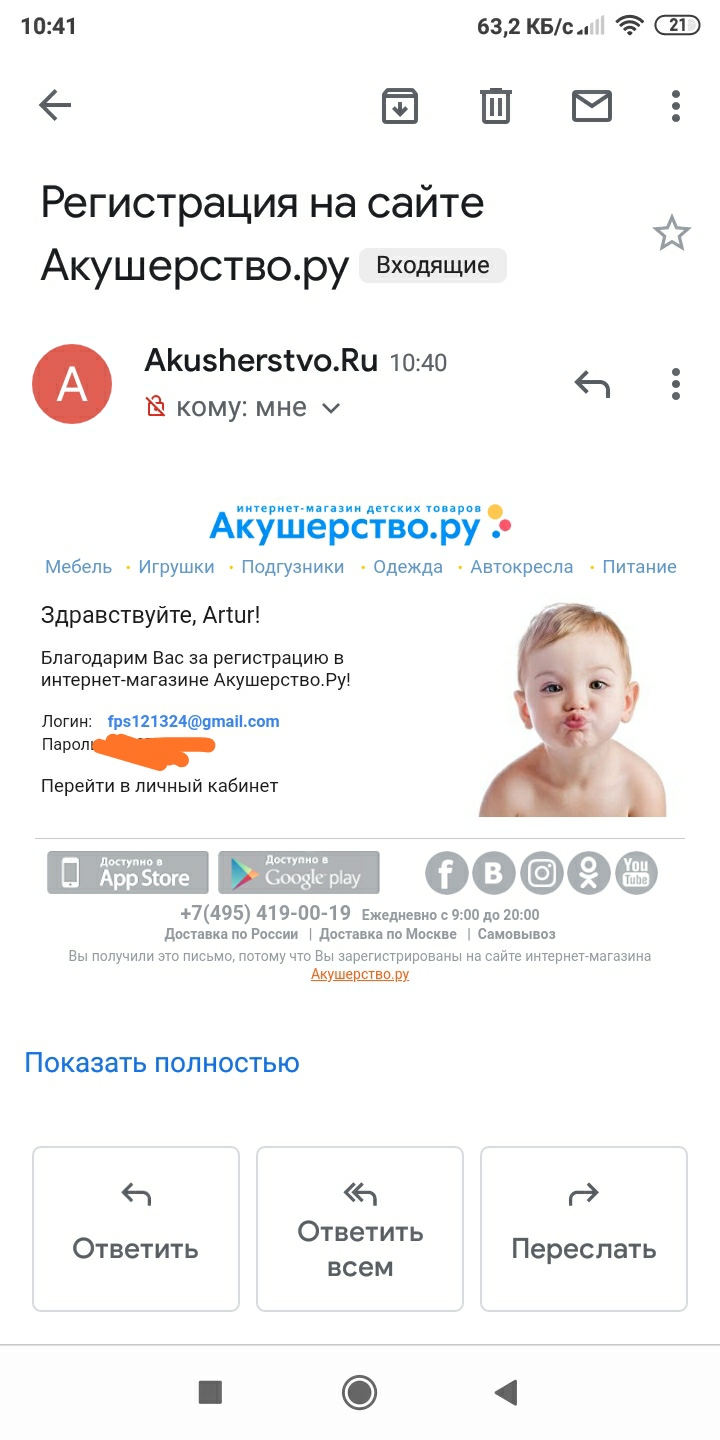 10:41 63,2 КБ/с 21
Регистрация на сайте
Акушерство.ру Входящие
A
Akusherstvo.Ru 10:40
кому: мне
интернет-магазин детских товаров
Акушерство.ру
Мебель • Игрушки • Подгузники • Одежда • Автокресла • Питание
Здравствуйте, Artur!
Благодарим Вас за регистрацию в
интернет-магазине Акушерство.Ру!
Логин: fps121324@gmail.com
Пароль
Перейти в личный кабинет
Доступно в
App Store
Доступно в
Google play
f B You Tube
+7(495) 419-00-19 Ежедневно с 9:00 до 20:00
Доставка по России | Доставка по Москве | Самовывоз
Вы получили это письмо, потому что Вы зарегистрированы на сайте интернет-магазина
Акушерство.ру
Показать полностью
Ответить
Ответить
всем
Переслать